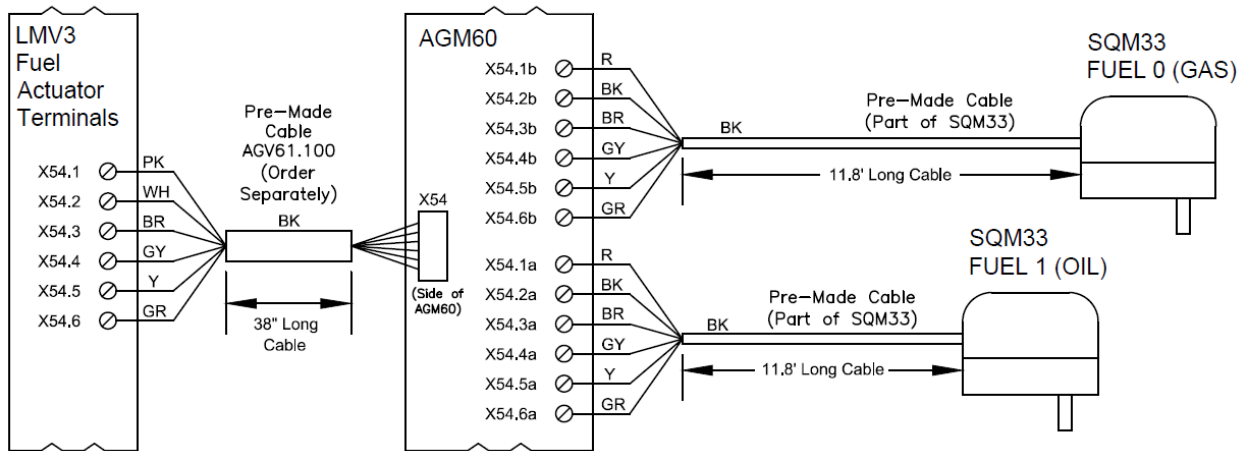 LMV3
Fuel
Actuator
Terminals
X54.1
PK
X54.2
WH
X54.3
BR
X54.4
GY
X54.5
Y
X54.6
GR
Pre-Made
Cable
AGV61.100
(Order
Separately)
BK
38" Long
Cable
AGM60
X54
(Side of
AGM60)
X54.1b
R
X54.2b
BK
X54.3b
BR
X54.4b
GY
X54.5b
Y
X54.6b
GR
X54.1a
R
X54.2a
BK
X54.3a
BR
X54.4a
GY
X54.5a
Y
X54.6a
GR
BK
Pre-Made Cable
(Part of SQM33)
11.8' Long Cable
SQM33
FUEL 0 (GAS)
BK
Pre-Made Cable
(Part of SQM33)
11.8' Long Cable
SQM33
FUEL 1 (OIL)